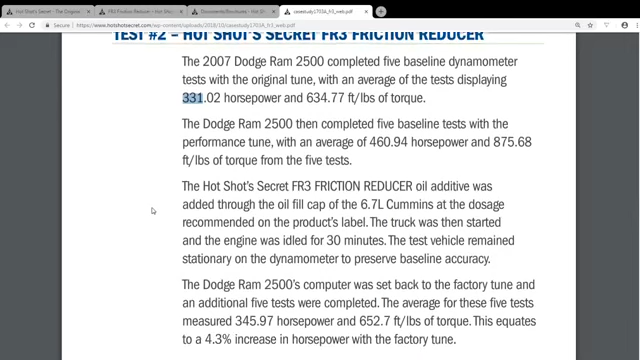 Hot Shot's Secret - The Original
FR3 Friction Reducer - Hot Sh
Documents/Brochures - Hot S
casestudy1703A_fr3_web.pdf
Secure
https://www.hotshotsecret.com/wp-content/uploads/2018/10/casestudy1703A_fr3_web.pdf
TEST #2 – HOT SHOT'S SECRET FR3 FRICTION REDUCER
The 2007 Dodge Ram 2500 completed five baseline dynamometer
tests with the original tune, with an average of the tests displaying
331.02 horsepower and 634.77 ft/lbs of torque.
The Dodge Ram 2500 then completed five baseline tests with the
performance tune, with an average of 460.94 horsepower and 875.68
ft/lbs of torque from the five tests.
The Hot Shot's Secret FR3 FRICTION REDUCER oil additive was
added through the oil fill cap of the 6.7L Cummins at the dosage
recommended on the product's label. The truck was then started
and the engine was idled for 30 minutes. The test vehicle remained
stationary on the dynamometer to preserve baseline accuracy.
The Dodge Ram 2500's computer was set back to the factory tune and
an additional five tests were completed. The average for these five tests
measured 345.97 horsepower and 652.7 ft/lbs of torque. This equates
to a 4.3% increase in horsepower with the factory tune.